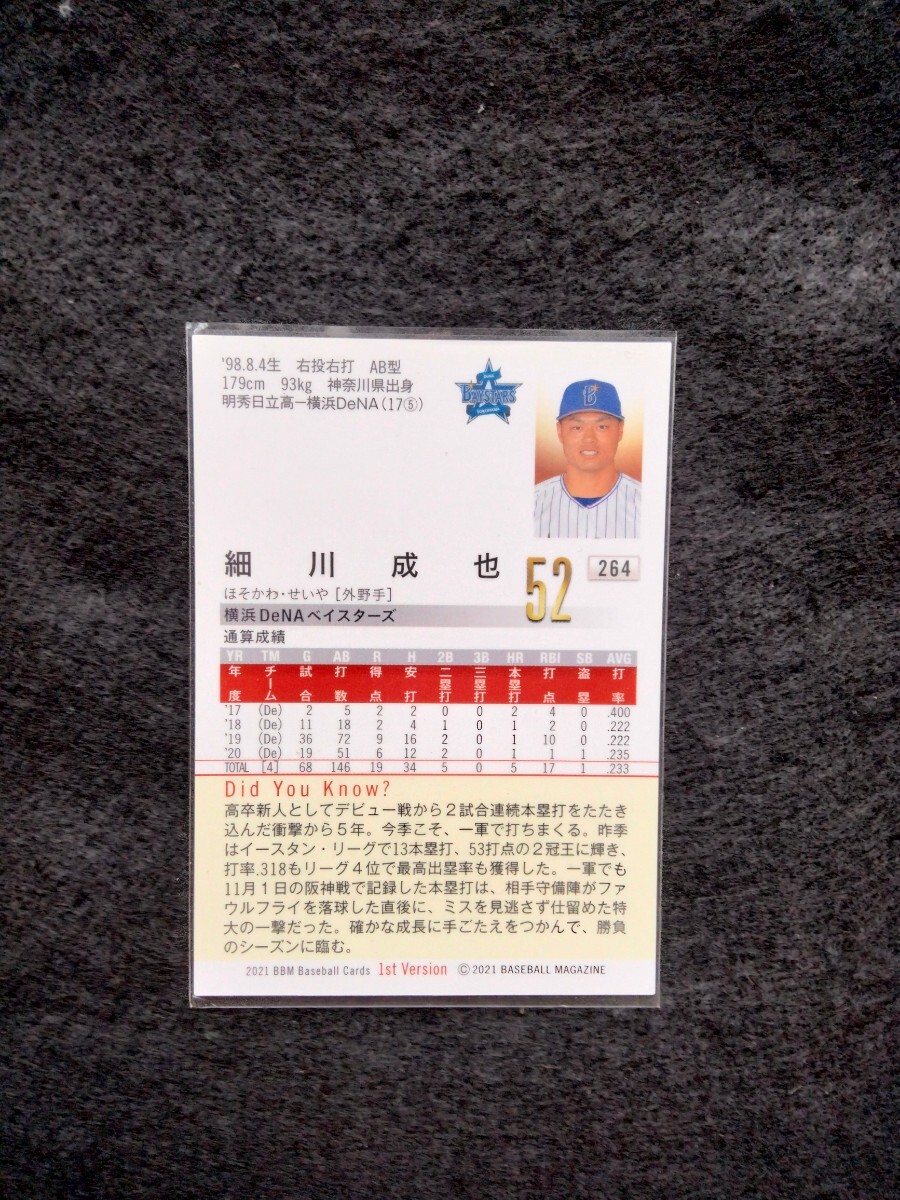 '98.8.4生 右投右打 AB型
179cm 93kg 神奈川県出身
明秀日立高ー横浜DeNA(17⑤)
DeNA
BAYSTARS
YOKOHAMA
B
細川成也
52
264
ほそかわ・せいや [外野手]
横浜DeNAベイスターズ
通算成績
YR TM G AB R H 2B 3B HR RBI SB AVG
年度 チーム 試合 打数 得点 安打 二塁打 三塁打 本塁打 打点 盗塁 打率
'17 (De) 2 5 2 2 0 0 2 4 0 .400
'18 (De) 11 18 2 4 1 0 1 2 0 .222
'19 (De) 36 72 9 16 2 0 1 10 0 .222
'20 (De) 19 51 6 12 2 0 1 1 1 .235
TOTAL [4] 68 146 19 34 5 0 5 17 1 .233
Did You Know?
高卒新人としてデビュー戦から2試合連続本塁打をたたき
込んだ衝撃から5年。今季こそ、一軍で打ちまくる。昨季
はイースタン・リーグで13本塁打、53打点の2冠王に輝き、
打率.318もリーグ4位で最高出塁率も獲得した。一軍でも
11月1日の阪神戦で記録した本塁打は、相手守備陣がファ
ウルフライを落球した直後に、ミスを見逃さず仕留めた特
大の一撃だった。確かな成長に手ごたえをつかんで、勝負
のシーズンに臨む。
2021 BBM Baseball Cards 1st Version ©2021 BASEBALL MAGAZINE